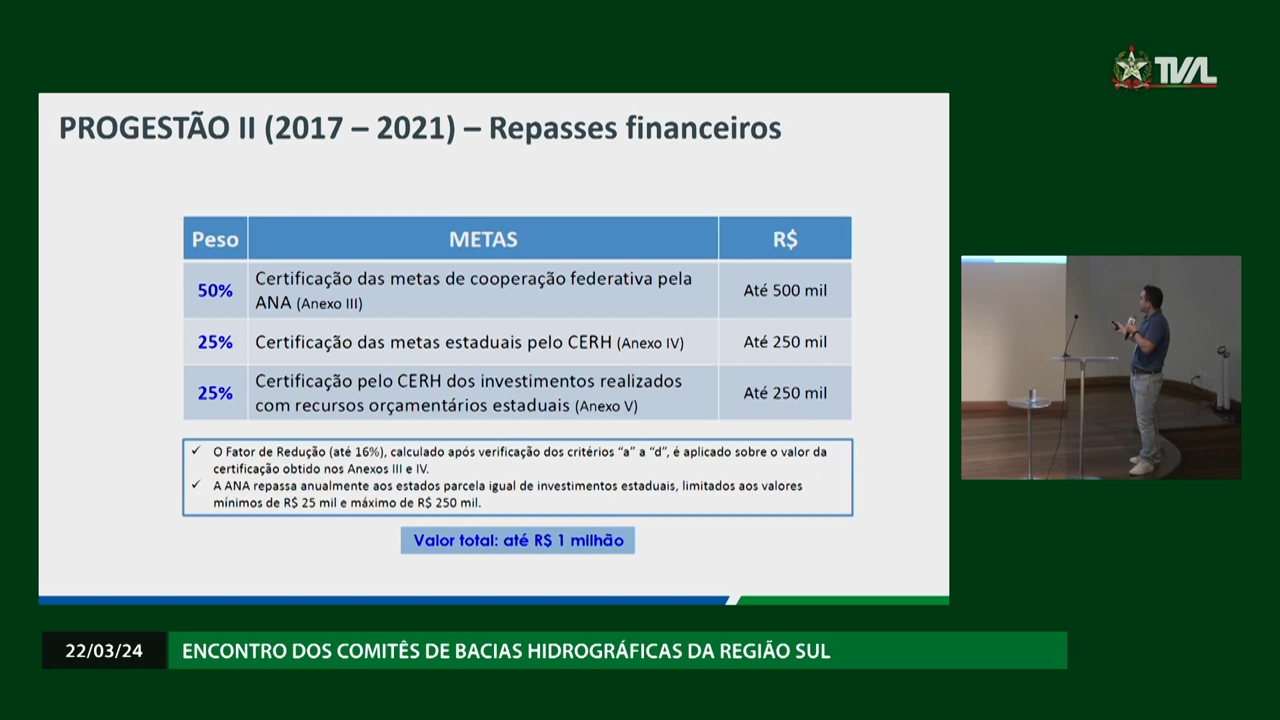 TVAL
PROGESTÃO II (2017 – 2021) – Repasses financeiros
Peso METAS R$
50% Certificação das metas de cooperação federativa pela ANA (Anexo III) Até 500 mil
25% Certificação das metas estaduais pelo CERH (Anexo IV) Até 250 mil
25% Certificação pelo CERH dos investimentos realizados com recursos orçamentários estaduais (Anexo V) Até 250 mil
✓ O Fator de Redução (até 16%), calculado após verificação dos critérios “a” a “d”, é aplicado sobre o valor da
certificação obtido nos Anexos III e IV.
✓ A ANA repassa anualmente aos estados parcela igual de investimentos estaduais, limitados aos valores
mínimos de R$ 25 mil e máximo de R$ 250 mil.
Valor total: até R$ 1 milhão
22/03/24 ENCONTRO DOS COMITÊS DE BACIAS HIDROGRÁFICAS DA REGIÃO SUL